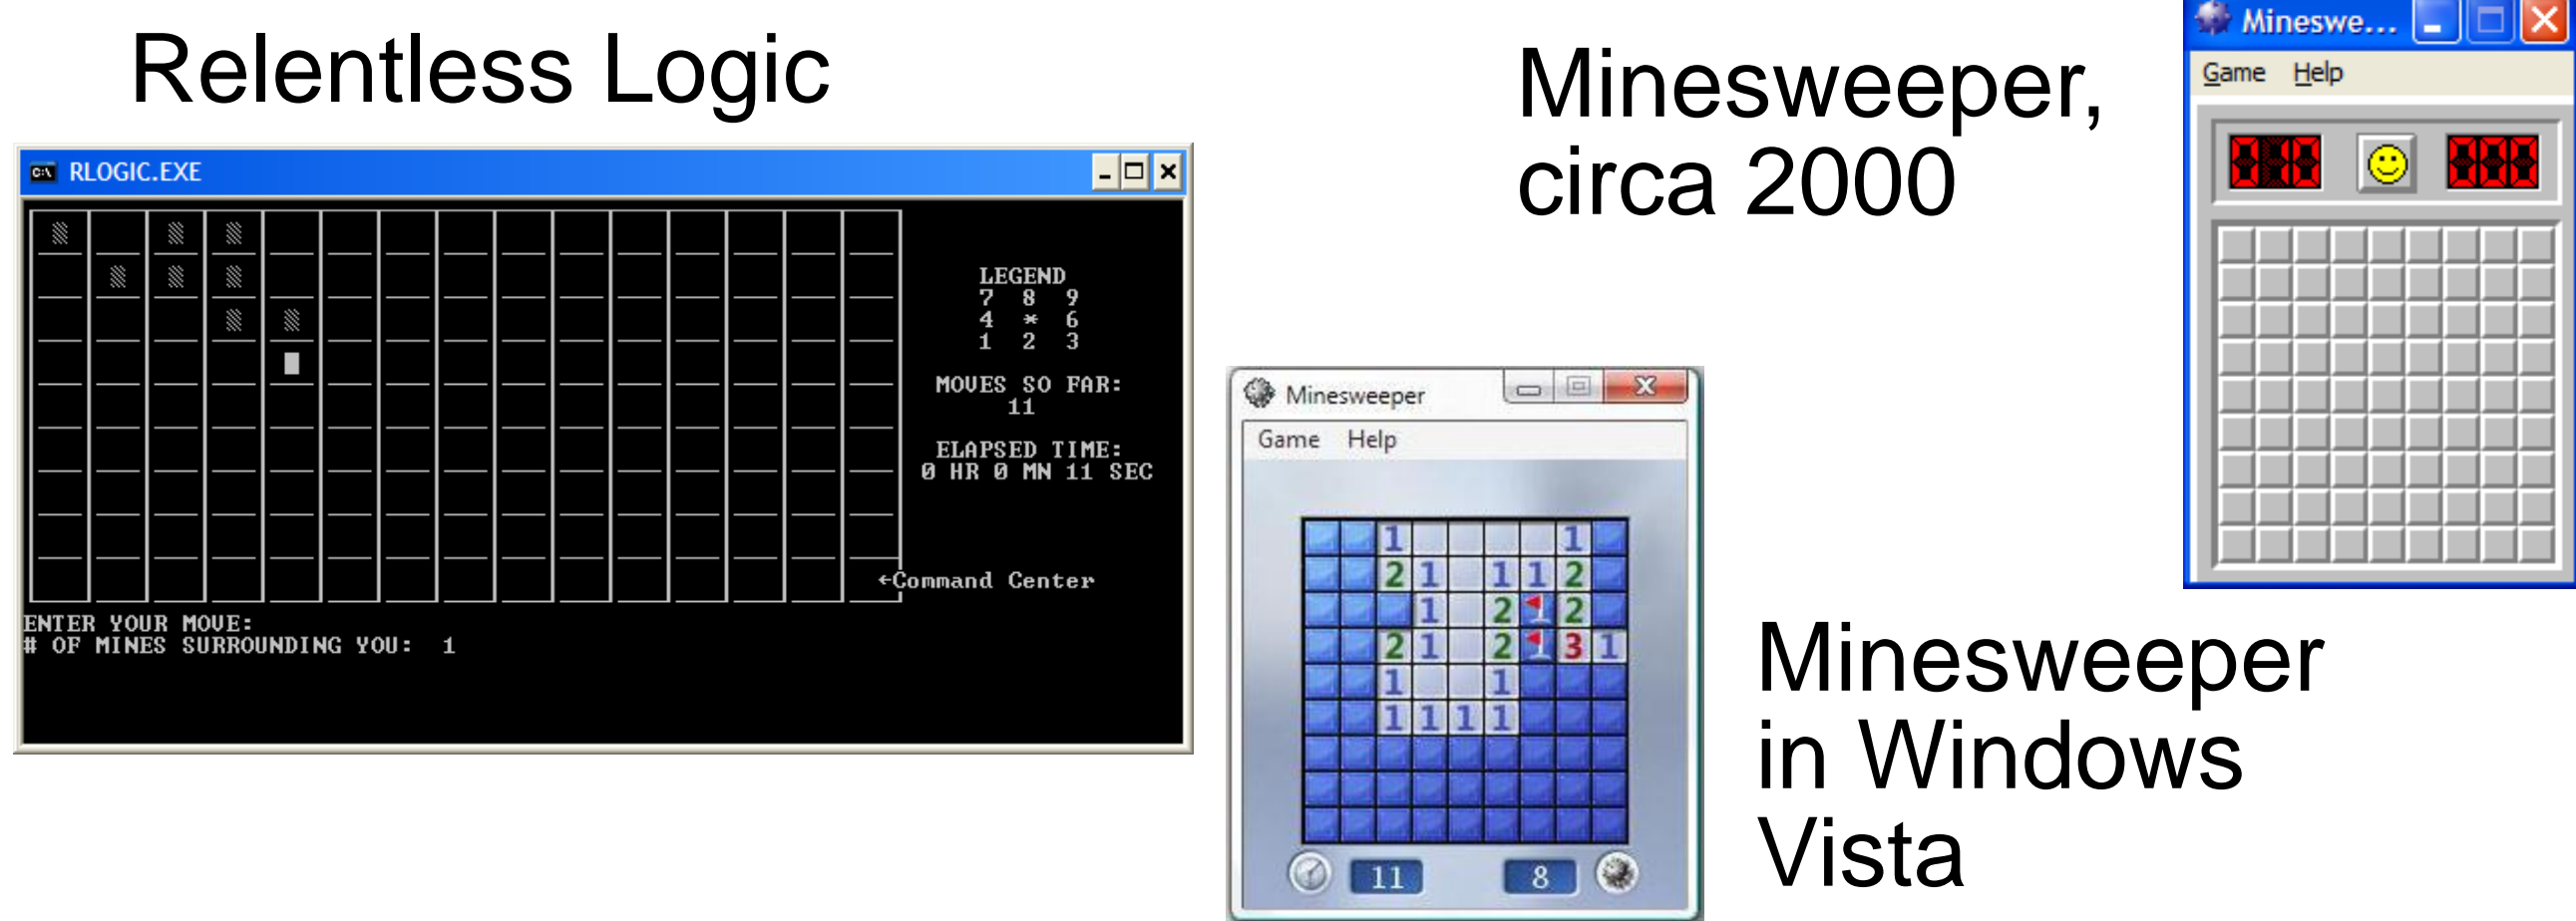 Relentless Logic
RLOGIC.EXE
LEGEND
7 8 9
4 * 6
1 2 3
MOVES SO FAR:
11
ELAPSED TIME:
0 HR 0 MN 11 SEC
←Command Center
ENTER YOUR MOVE:
# OF MINES SURROUNDING YOU: 1
Minesweeper,
circa 2000
Mineswe...
Game Help
Minesweeper
Game Help
1 1
2 1 1 1 2
1 2 2
2 1 2 3 1
1 1
1 1 1 1
11 8
Minesweeper
in Windows
Vista